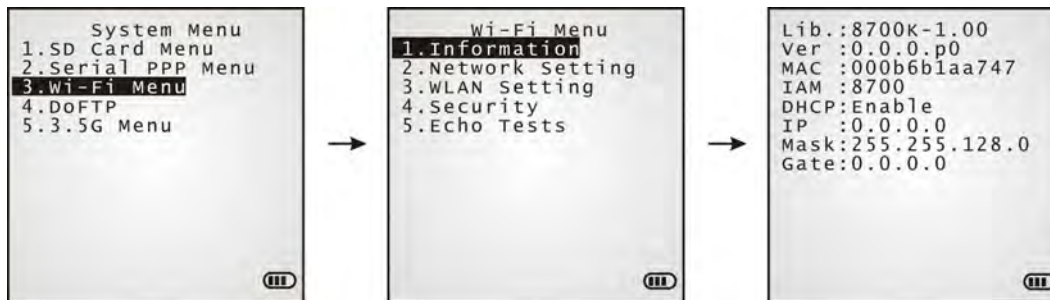 System Menu
1.SD Card Menu
2.Serial PPP Menu
3.Wi-Fi Menu
4.DoFTP
5.3.5G Menu
Wi-Fi Menu
1.Information
2.Network Setting
3.WLAN Setting
4.Security
5.Echo Tests
Lib.:8700K-1.00
Ver :0.0.0.p0
MAC :000b6b1aa747
IAM :8700
DHCP:Enable
IP :0.0.0.0
Mask:255.255.128.0
Gate:0.0.0.0